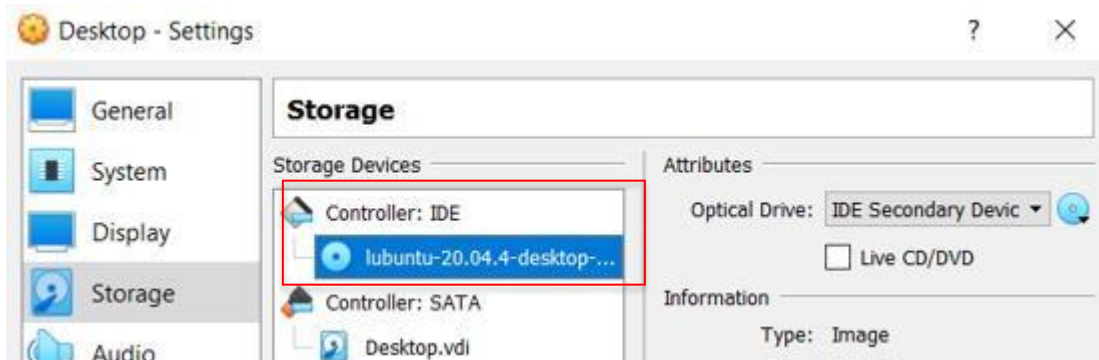 Desktop - Settings
?
General
System
Display
Storage
Audio
Storage
Storage Devices
Controller: IDE
lubuntu-20.04.4-desktop-...
Controller: SATA
Desktop.vdi
Attributes
Optical Drive: IDE Secondary Devic
Live CD/DVD
Information
Type: Image